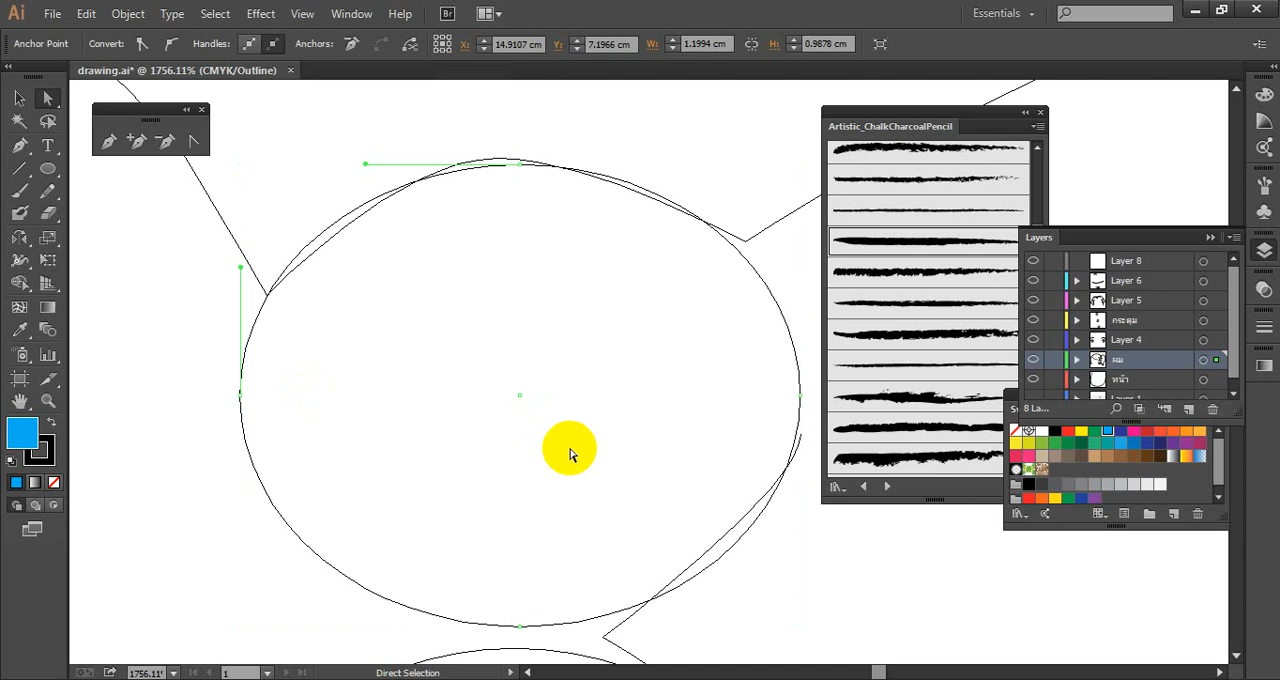 Ai File Edit Object Type Select Effect View Window Help Br Essentials
Anchor Point Convert: Handles: Anchors: X: 14.9107 cm Y: 7.1966 cm W: 1.1994 cm H: 0.9878 cm
drawing.ai* @ 1756.11% (CMYK/Outline)
Artistic_ChalkCharcoalPencil
Layers
Layer 8
Layer 6
Layer 5
กระดุม
Layer 4
ผม
หน้า
8 La...
1756.11% 1 Direct Selection